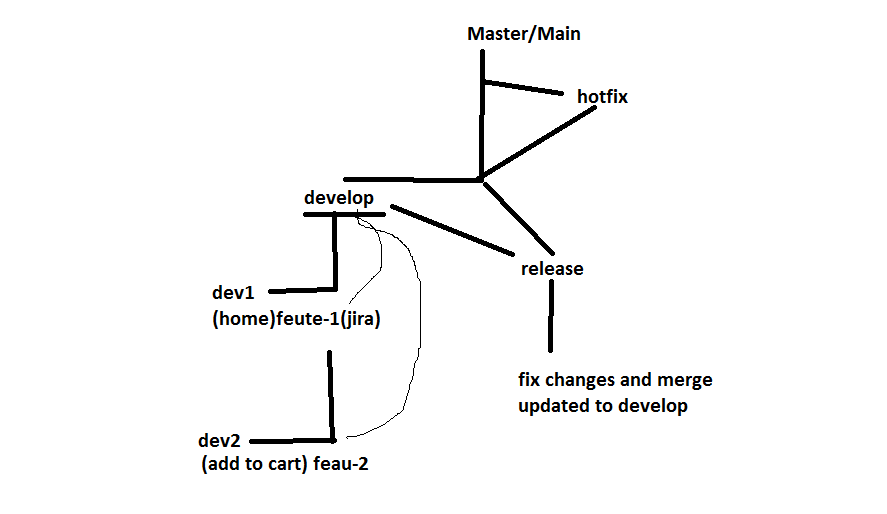 Master/Main
hotfix
develop
release
dev1
(home)feute-1(jira)
fix changes and merge
updated to develop
dev2
(add to cart) feau-2